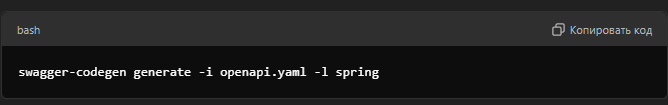 bash
Копировать код
swagger-codegen generate -i openapi.yaml -l spring